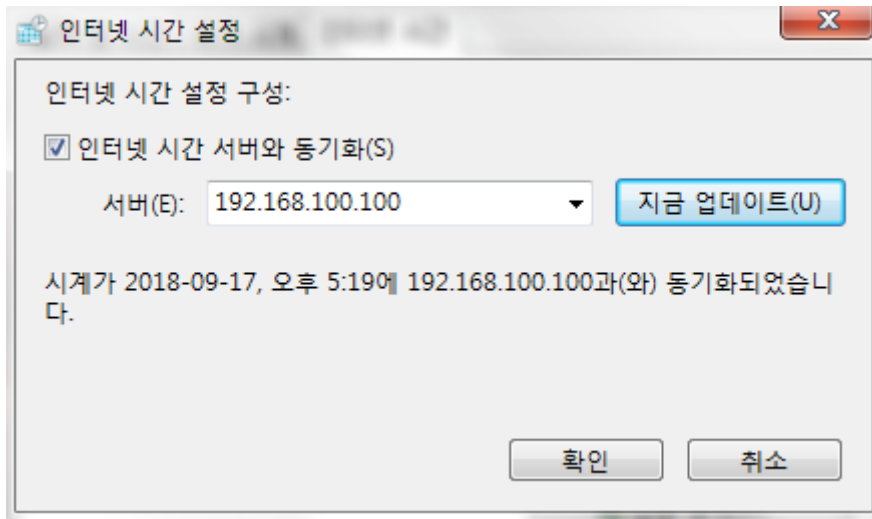 인터넷 시간 설정
인터넷 시간 설정 구성:
인터넷 시간 서버와 동기화(S)
서버(E): 192.168.100.100 지금 업데이트(U)
시계가 2018-09-17, 오후 5:19에 192.168.100.100과(와) 동기화되었습니
다.
확인 취소